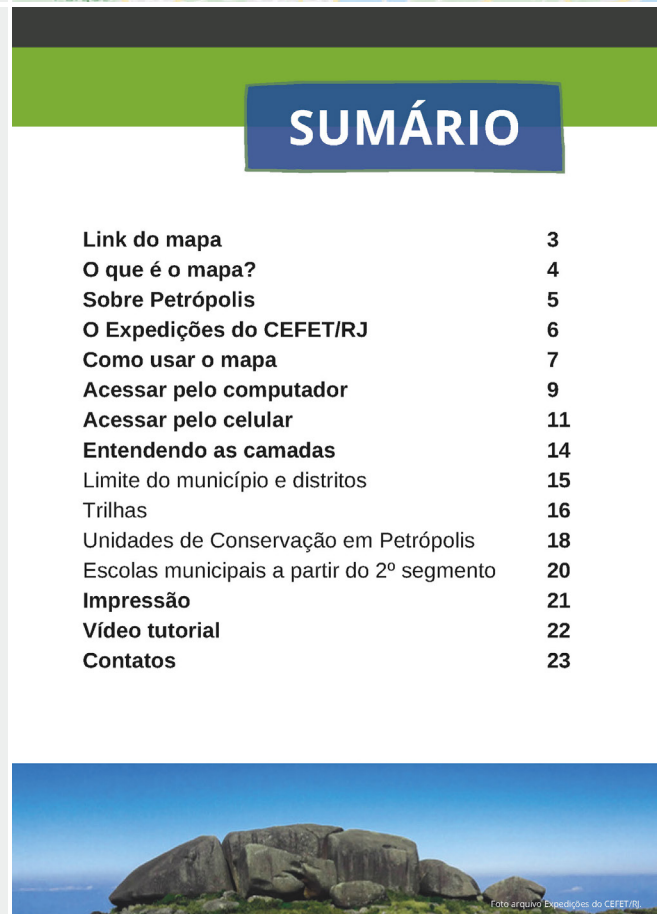 SUMÁRIO
Link do mapa 3
O que é o mapa? 4
Sobre Petrópolis 5
O Expedições do CEFET/RJ 6
Como usar o mapa 7
Acessar pelo computador 9
Acessar pelo celular 11
Entendendo as camadas 14
Limite do município e distritos 15
Trilhas 16
Unidades de Conservação em Petrópolis 18
Escolas municipais a partir do 2º segmento 20
Impressão 21
Vídeo tutorial 22
Contatos 23
Foto arquivo Expedições do CEFET/RJ.